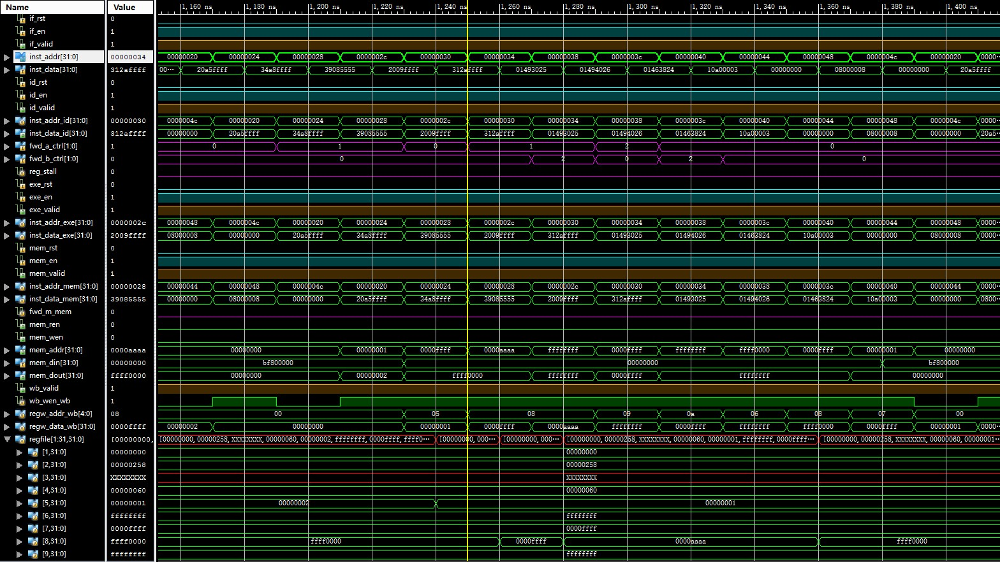 Name Value 1,160 ns 1,180 ns 1,200 ns 1,220 ns 1,240 ns 1,260 ns 1,280 ns 1,300 ns 1,320 ns 1,340 ns 1,360 ns 1,380 ns 1,400 ns
if_rst 0
if_en 1
if_valid 1
inst_addr[31:0] 00000034 00000020 00000024 00000028 0000002c 00000030 00000034 00000038 0000003c 00000040 00000044 00000048 0000004c 00000020 0000···
inst_data[31:0] 312affff 00··· 20a5ffff 34a8ffff 39085555 2009ffff 312affff 01493025 01494026 01463824 10a00003 00000000 08000008 00000000 20a5ffff
id_rst 0
id_en 1
id_valid 1
inst_addr_id[31:0] 00000030 0000004c 00000020 00000024 00000028 0000002c 00000030 00000034 00000038 0000003c 00000040 00000044 00000048 0000004c 0000···
inst_data_id[31:0] 312affff 00000000 20a5ffff 34a8ffff 39085555 2009ffff 312affff 01493025 01494026 01463824 10a00003 00000000 08000008 00000000 20a5···
fwd_a_ctrl[1:0] 1 0 1 0 1 2 0
fwd_b_ctrl[1:0] 0 0 2 0 2 0
reg_stall 0
exe_rst 0
exe_en 1
exe_valid 1
inst_addr_exe[31:0] 0000002c 00000048 0000004c 00000020 00000024 00000028 0000002c 00000030 00000034 00000038 0000003c 00000040 00000044 00000048 0000···
inst_data_exe[31:0] 2009ffff 08000008 00000000 20a5ffff 34a8ffff 39085555 2009ffff 312affff 01493025 01494026 01463824 10a00003 00000000 08000008 0000···
mem_rst 0
mem_en 1
mem_valid 1
inst_addr_mem[31:0] 00000028 00000044 00000048 0000004c 00000020 00000024 00000028 0000002c 00000030 00000034 00000038 0000003c 00000040 00000044 0000···
inst_data_mem[31:0] 39085555 00000000 08000008 00000000 20a5ffff 34a8ffff 39085555 2009ffff 312affff 01493025 01494026 01463824 10a00003 00000000 0800···
fwd_m_mem 0
mem_ren 0
mem_wen 0
mem_addr[31:0] 0000aaaa 00000000 00000001 0000ffff 0000aaaa ffffffff 0000ffff ffffffff ffff0000 0000ffff 00000001 00000000
mem_din[31:0] 00000000 bf800000 00000000 bf800000
mem_dout[31:0] ffff0000 00000000 00000002 ffff0000 ffffffff 0000ffff ffffffff 00000000
wb_valid 1
wb_wen_wb 1
regw_addr_wb[4:0] 08 00 05 08 09 0a 06 08 07 00
regw_data_wb[31:0] 0000ffff 00000002 00000000 00000001 0000ffff 0000aaaa ffffffff 0000ffff ffffffff ffff0000 0000ffff 00000001 0000···
regfile[1:31,31:0] [00000000, [00000000,00000258,XXXXXXXX,00000060,00000002,ffffffff,0000ffff,ffff0··· [00000000,000··· [00000000,000··· [00000000,00000258,XXXXXXXX,00000060,00000001,ffffffff,0000ffff··· [00000000,00000258,XXXXXXXX,00000060,00000001···
[1,31:0] 00000000 00000000
[2,31:0] 00000258 00000258
[3,31:0] XXXXXXXX XXXXXXXX
[4,31:0] 00000060 00000060
[5,31:0] 00000001 00000002 00000001
[6,31:0] ffffffff ffffffff
[7,31:0] 0000ffff 0000ffff
[8,31:0] ffff0000 ffff0000 0000ffff 0000aaaa ffff0000
[9,31:0] ffffffff ffffffff